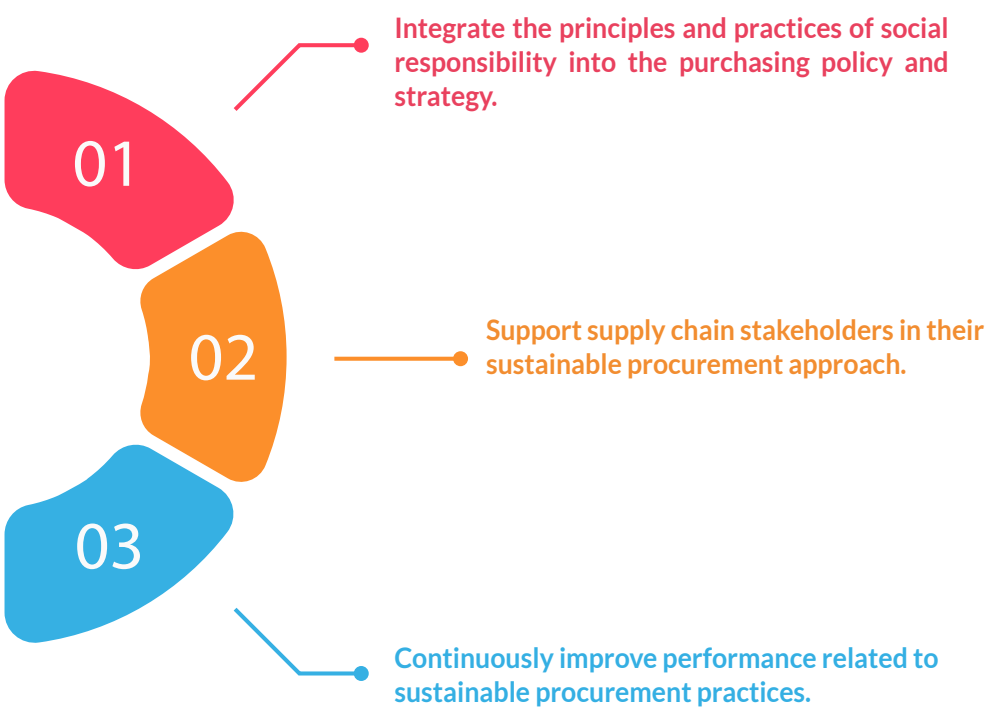 01
Integrate the principles and practices of social
responsibility into the purchasing policy and
strategy.
02
Support supply chain stakeholders in their
sustainable procurement approach.
03
Continuously improve performance related to
sustainable procurement practices.